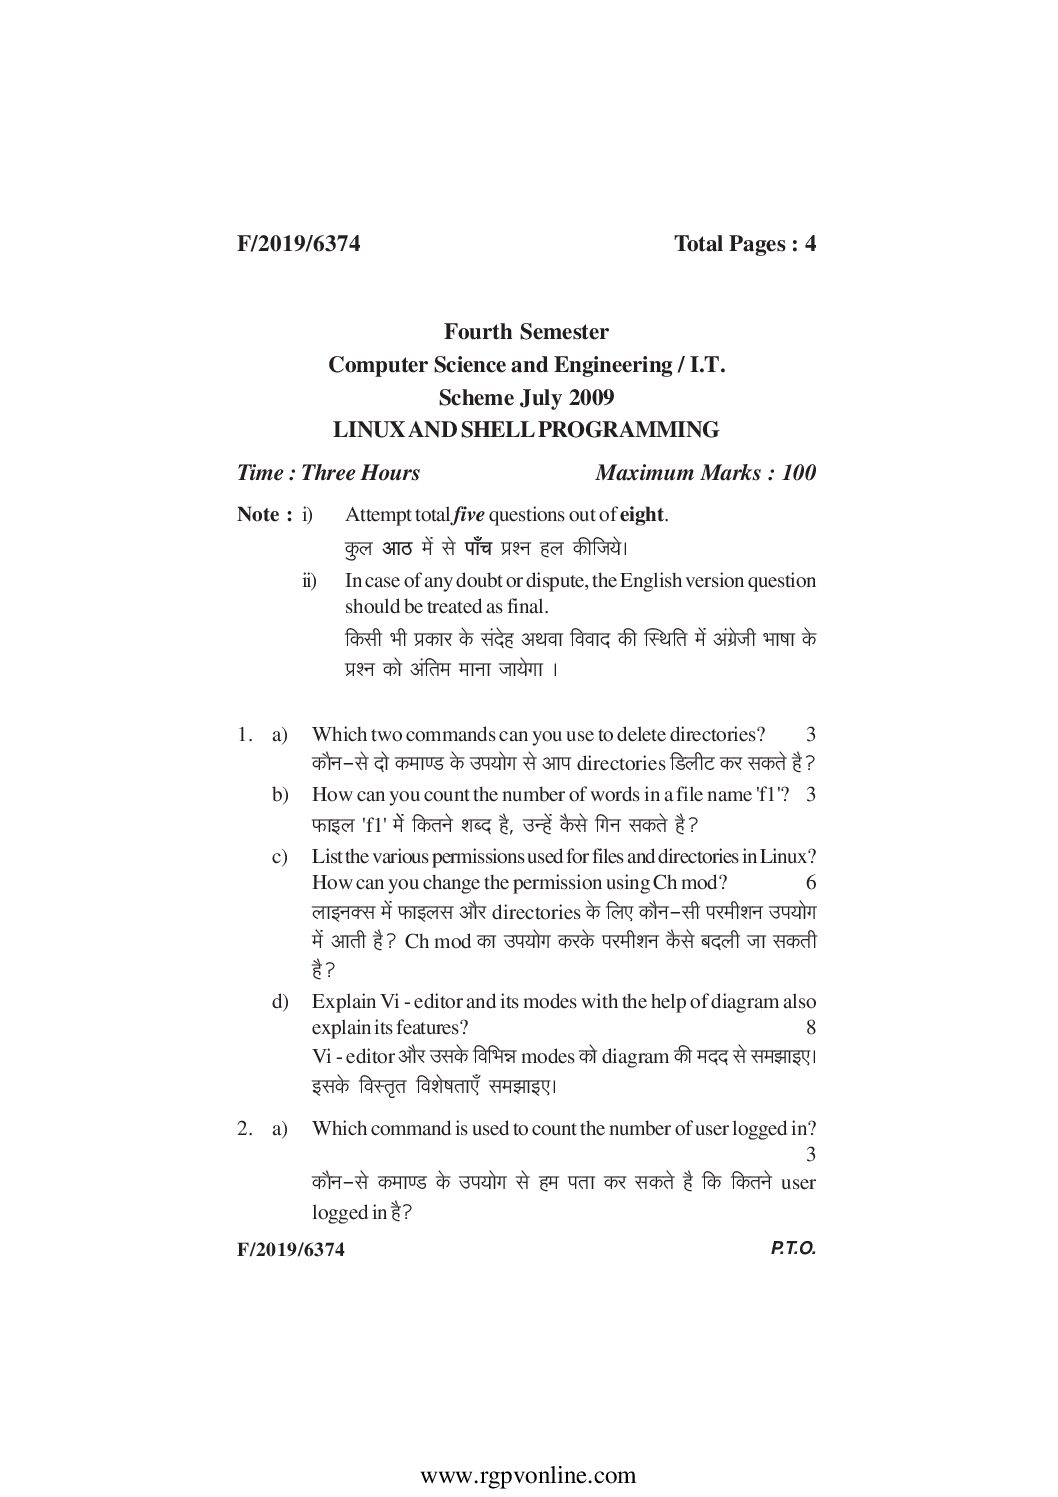 F/2019/6374 Total Pages : 4
Fourth Semester
Computer Science and Engineering / I.T.
Scheme July 2009
LINUX AND SHELL PROGRAMMING
Time : Three Hours Maximum Marks : 100
Note : i) Attempt total five questions out of eight.
कुल आठ में से पाँच प्रश्न हल कीजिये।
ii) In case of any doubt or dispute, the English version question
should be treated as final.
किसी भी प्रकार के संदेह अथवा विवाद की स्थिति में अंग्रेजी भाषा के
प्रश्न को अंतिम माना जायेगा ।
1. a) Which two commands can you use to delete directories? 3
कौन-से दो कमाण्ड के उपयोग से आप directories डिलीट कर सकते है?
b) How can you count the number of words in a file name 'f1'? 3
फाइल 'f1' में कितने शब्द है, उन्हें कैसे गिन सकते है?
c) List the various permissions used for files and directories in Linux?
How can you change the permission using Ch mod? 6
लाइनक्स में फाइलस और directories के लिए कौन-सी परमीशन उपयोग
में आती है? Ch mod का उपयोग करके परमीशन कैसे बदली जा सकती
है?
d) Explain Vi - editor and its modes with the help of diagram also
explain its features? 8
Vi - editor और उसके विभिन्न modes को diagram की मदद से समझाइए।
इसके विस्तृत विशेषताएँ समझाइए।
2. a) Which command is used to count the number of user logged in?
3
कौन-से कमाण्ड के उपयोग से हम पता कर सकते है कि कितने user
logged in है?
F/2019/6374 P.T.O.
www.rgpvonline.com